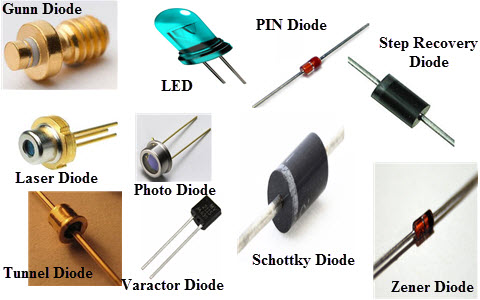 Gunn Diode
LED
PIN Diode
Step Recovery
Diode
Laser Diode
Photo Diode
Tunnel Diode
Varactor Diode
Schottky Diode
Zener Diode